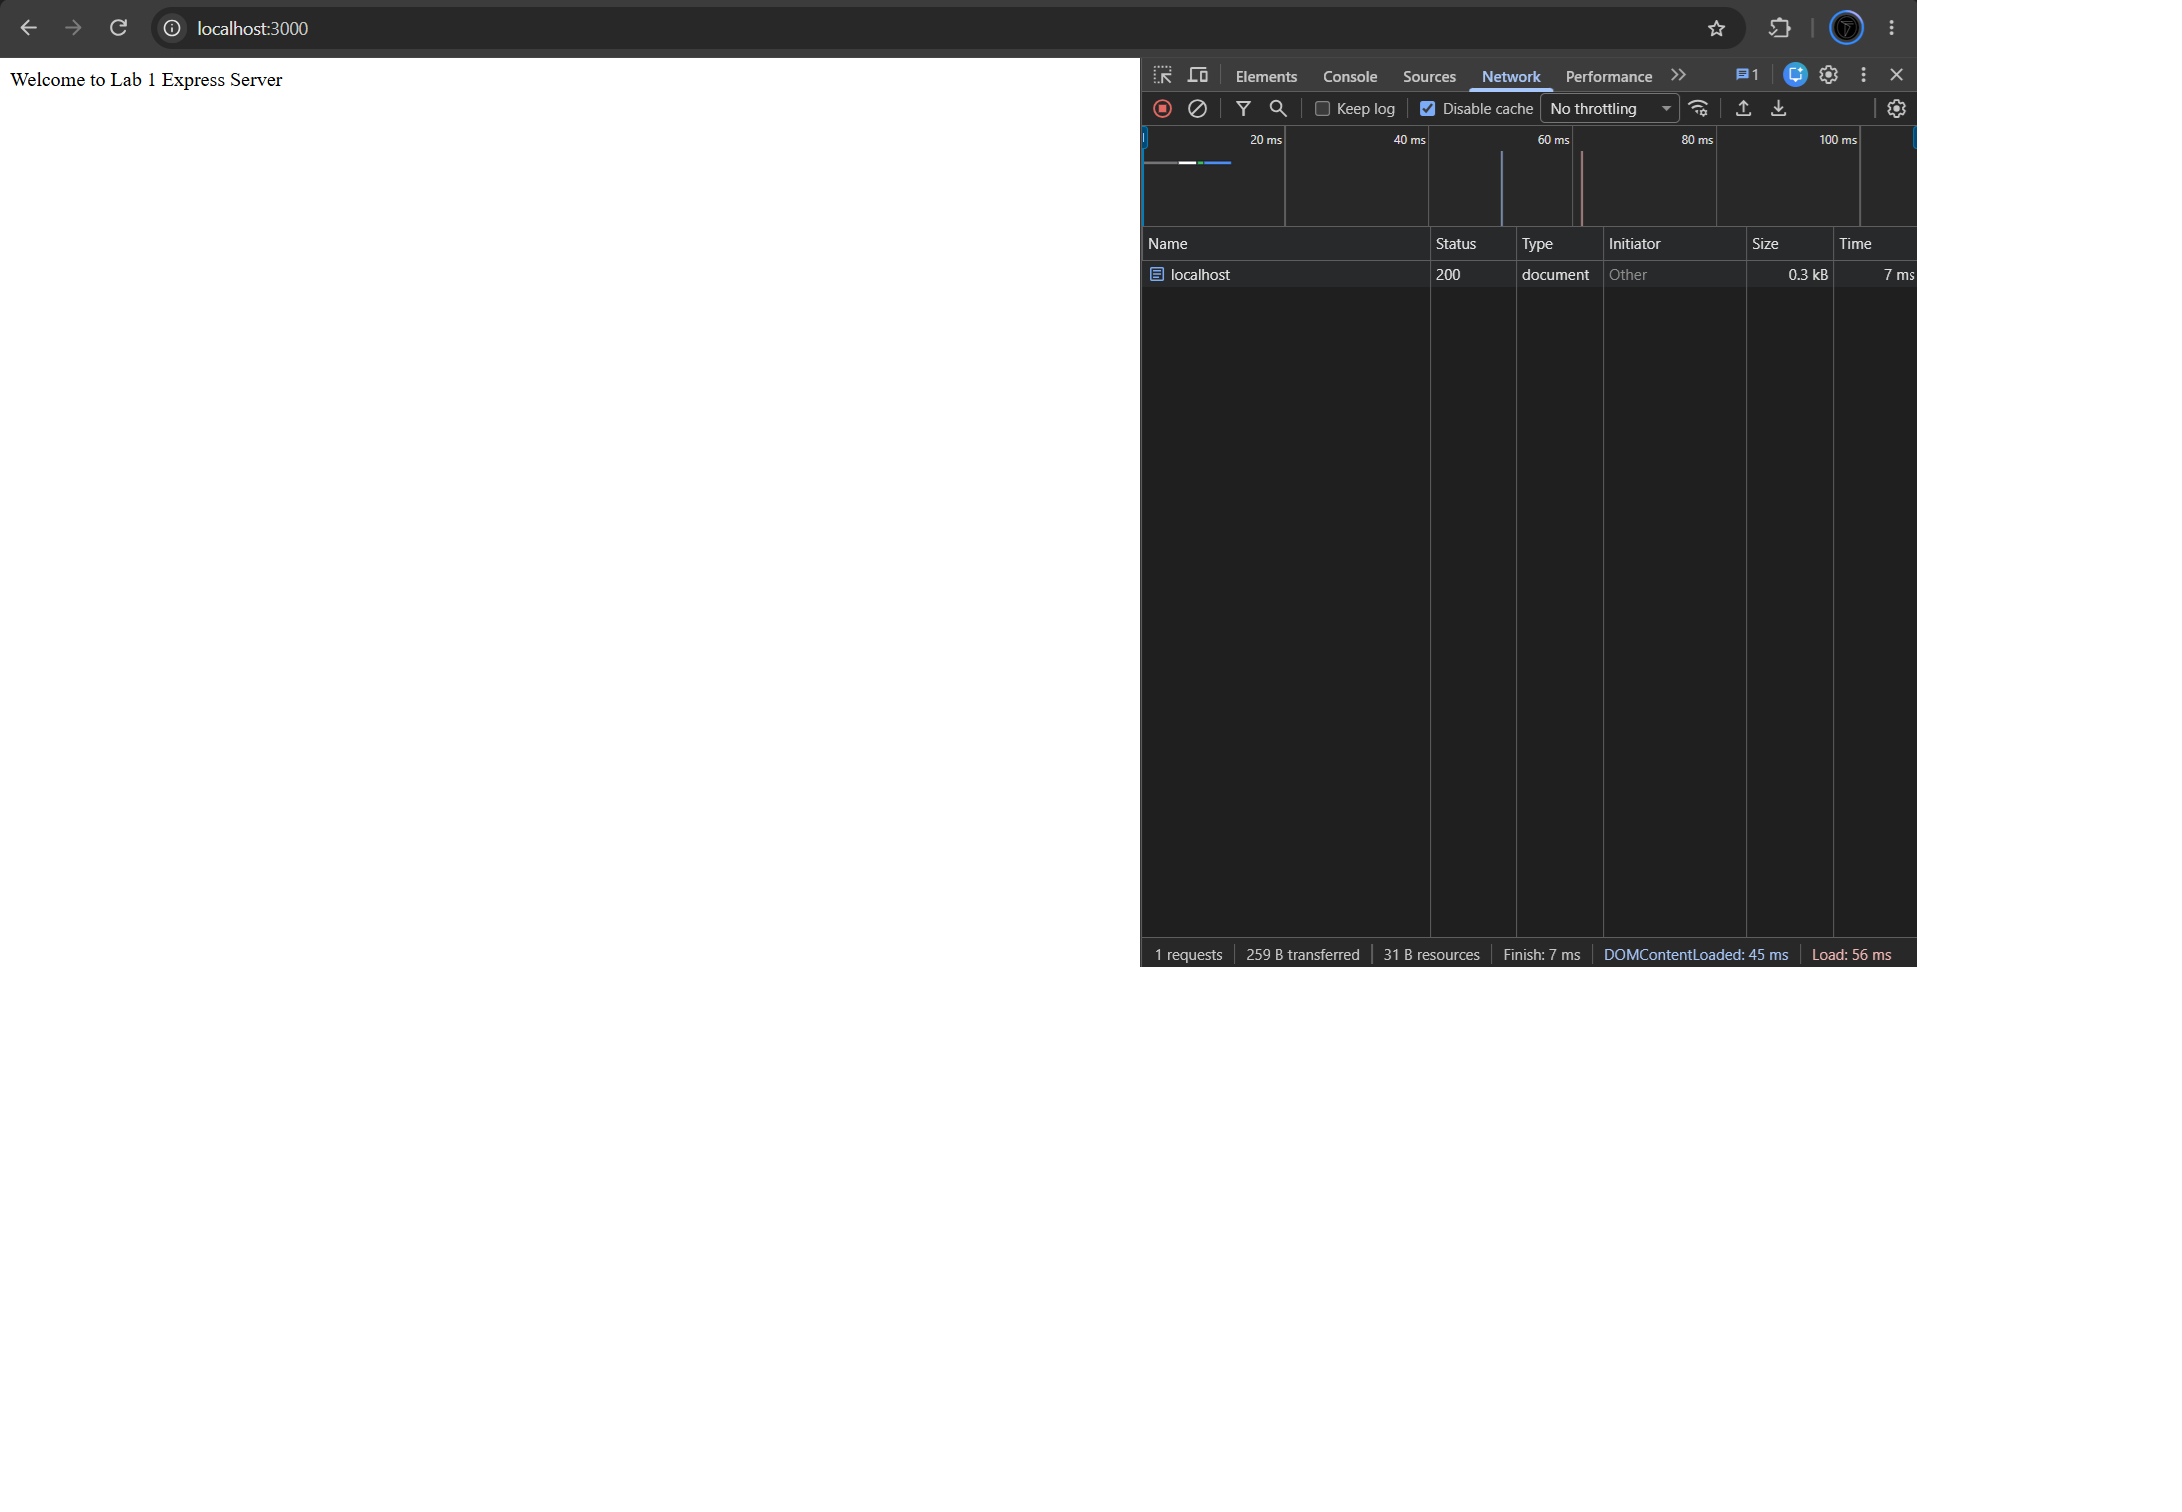 localhost:3000
Welcome to Lab 1 Express Server
Elements Console Sources Network Performance 1
Keep log Disable cache No throttling
20 ms 40 ms 60 ms 80 ms 100 ms
Name Status Type Initiator Size Time
localhost 200 document Other 0.3 kB 7 ms
1 requests 259 B transferred 31 B resources Finish: 7 ms DOMContentLoaded: 45 ms Load: 56 ms